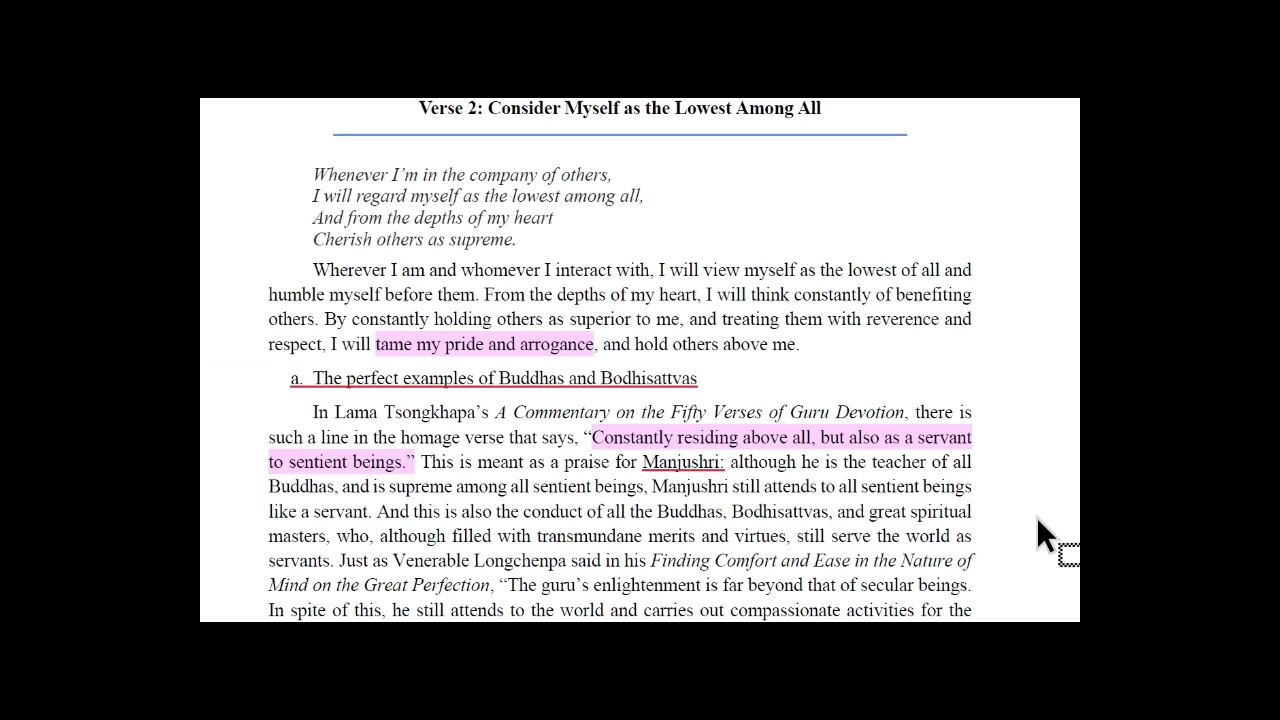 Verse 2: Consider Myself as the Lowest Among All
Whenever I’m in the company of others,
I will regard myself as the lowest among all,
And from the depths of my heart
Cherish others as supreme.
Wherever I am and whomever I interact with, I will view myself as the lowest of all and
humble myself before them. From the depths of my heart, I will think constantly of benefiting
others. By constantly holding others as superior to me, and treating them with reverence and
respect, I will tame my pride and arrogance, and hold others above me.
a. The perfect examples of Buddhas and Bodhisattvas
In Lama Tsongkhapa’s A Commentary on the Fifty Verses of Guru Devotion, there is
such a line in the homage verse that says, “Constantly residing above all, but also as a servant
to sentient beings.” This is meant as a praise for Manjushri: although he is the teacher of all
Buddhas, and is supreme among all sentient beings, Manjushri still attends to all sentient beings
like a servant. And this is also the conduct of all the Buddhas, Bodhisattvas, and great spiritual
masters, who, although filled with transmundane merits and virtues, still serve the world as
servants. Just as Venerable Longchenpa said in his Finding Comfort and Ease in the Nature of
Mind on the Great Perfection, “The guru’s enlightenment is far beyond that of secular beings.
In spite of this, he still attends to the world and carries out compassionate activities for the